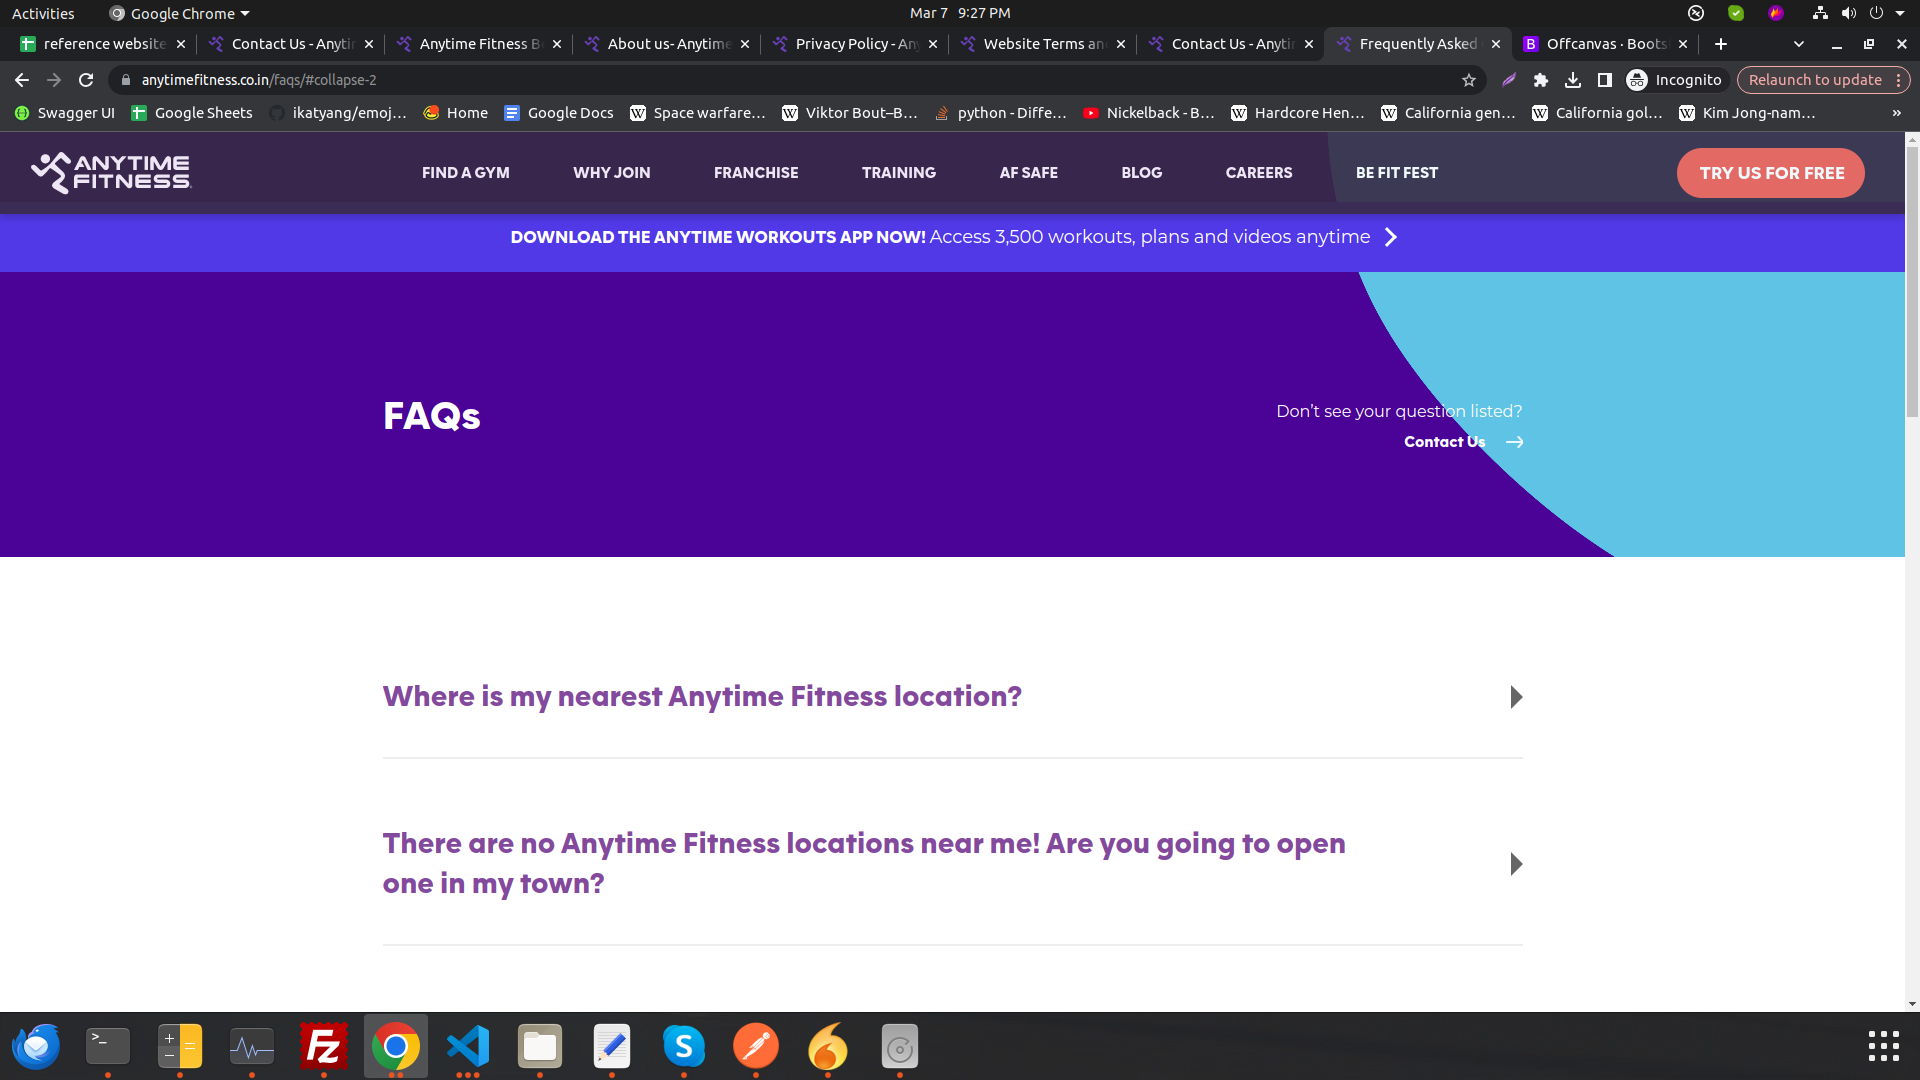 Activities
Google Chrome
Mar 7 9:27 PM
reference website
Contact Us - Anytin
Anytime Fitness B
About us- Anytime
Privacy Policy - Any
Website Terms an
Contact Us - Anytin
Frequently Asked
B Offcanvas · Boots
anytimefitness.co.in/faqs/#collapse-2
Incognito
Relaunch to update
Swagger UI
Google Sheets
ikatyang/emoj...
Home
Google Docs
W Space warfare...
W Viktor Bout–B...
python - Diffe...
Nickelback - B...
W Hardcore Hen...
W California gen...
W California gol...
W Kim Jong-nam...
»
ANYTIME
FITNESS
FIND A GYM
WHY JOIN
FRANCHISE
TRAINING
AF SAFE
BLOG
CAREERS
BE FIT FEST
TRY US FOR FREE
DOWNLOAD THE ANYTIME WORKOUTS APP NOW! Access 3,500 workouts, plans and videos anytime
FAQs
Don't see your question listed?
Contact Us
Where is my nearest Anytime Fitness location?
There are no Anytime Fitness locations near me! Are you going to open
one in my town?
>_
Fz
S